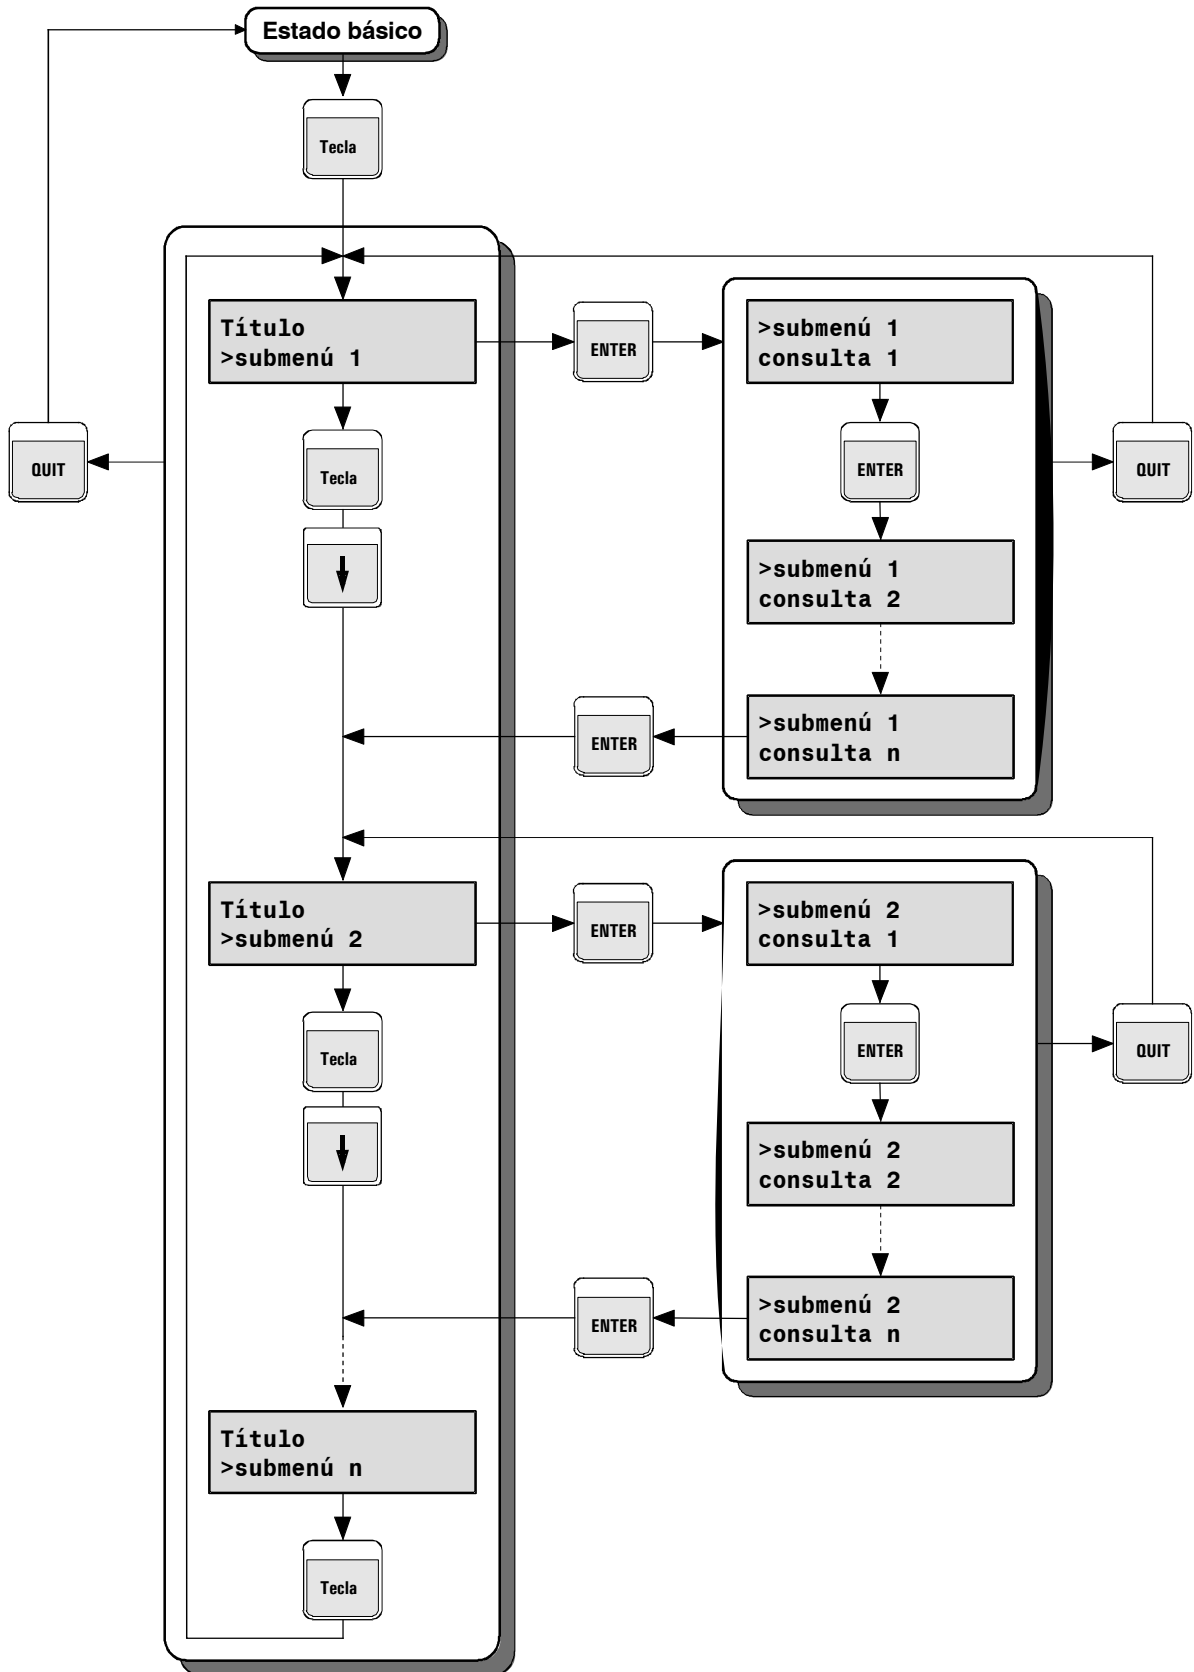 Estado básico
Tecla
Título
>submenú 1
ENTER
>submenú 1
consulta 1
QUIT
Tecla
ENTER
QUIT
>submenú 1
consulta 2
ENTER
>submenú 1
consulta n
Título
>submenú 2
ENTER
>submenú 2
consulta 1
Tecla
ENTER
QUIT
>submenú 2
consulta 2
ENTER
>submenú 2
consulta n
Título
>submenú n
Tecla